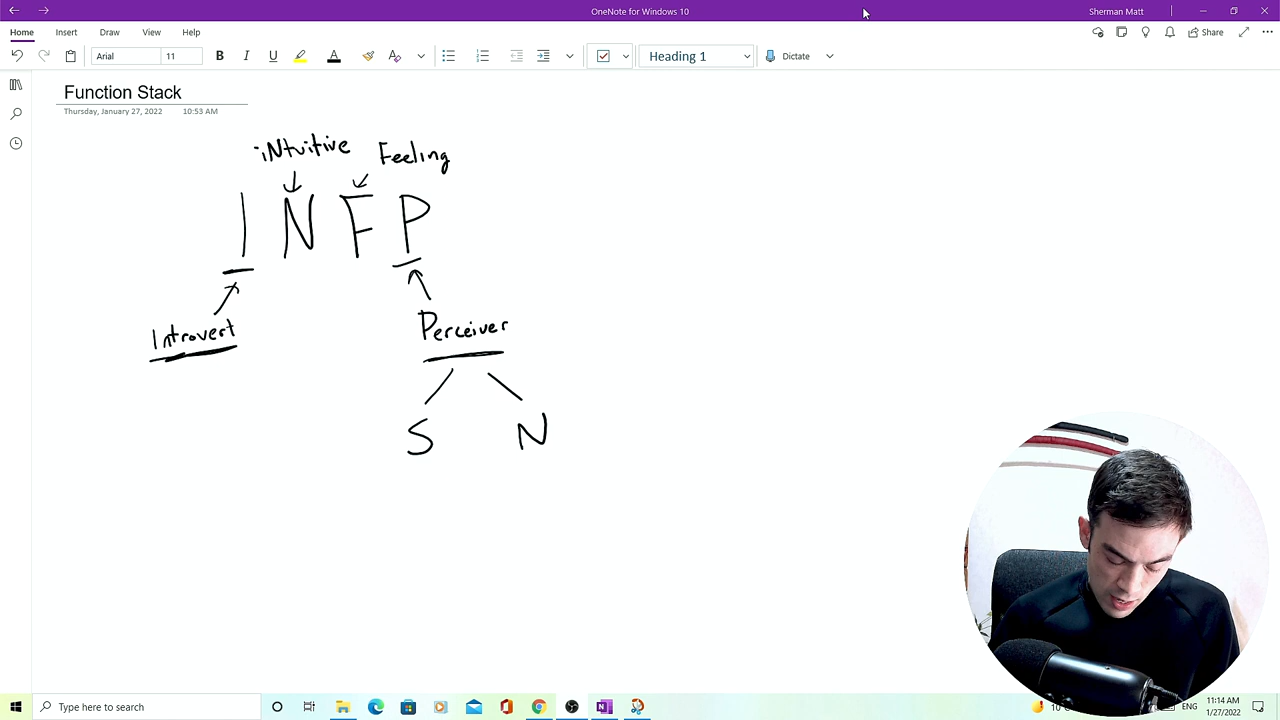 OneNote for Windows 10
Sherman Matt
Home Insert Draw View Help
Share
Arial 11 B I U A Heading 1 Dictate
Function Stack
Thursday, January 27, 2022 10:53 AM
iNtuitive Feeling
I N F P
Introvert Perceiver
S N
Type here to search
ENG
11:14 AM
1/27/2022